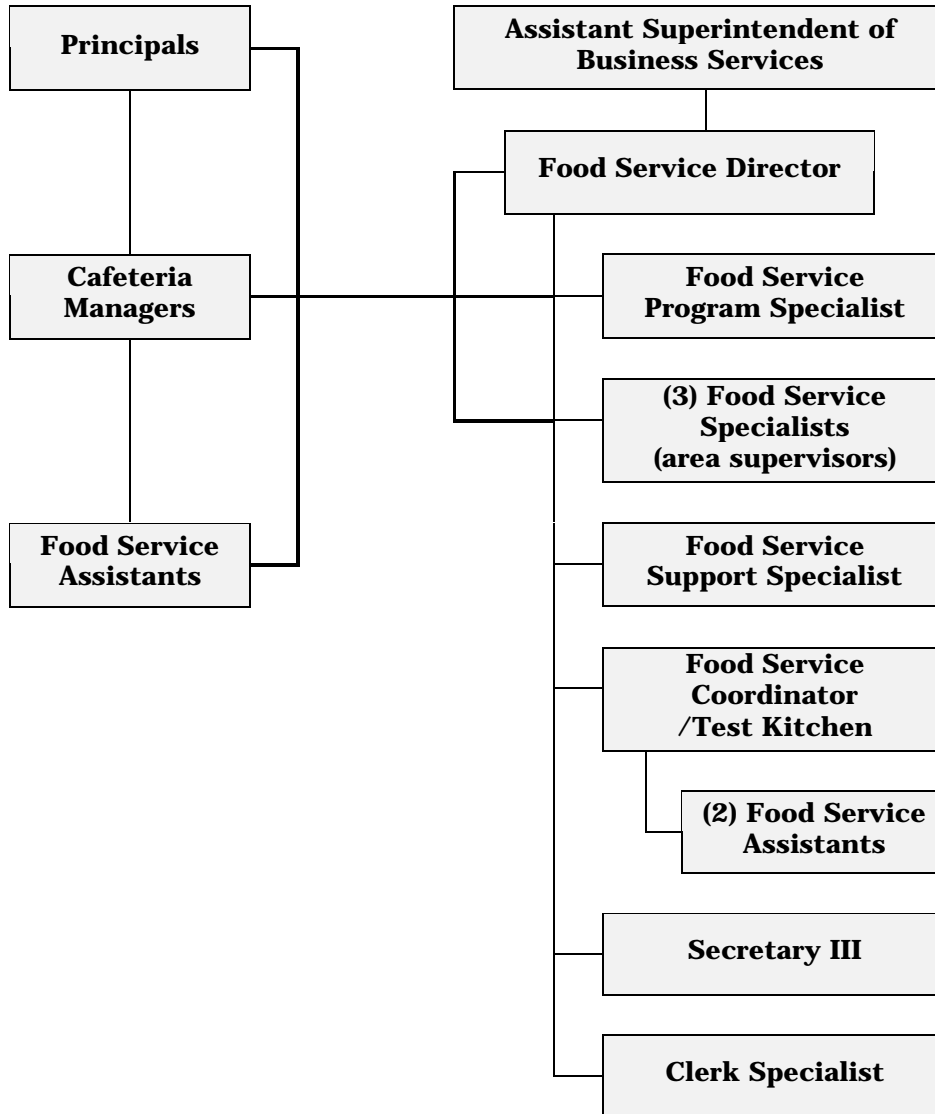 Principals
Assistant Superintendent of
Business Services
Food Service Director
Cafeteria
Managers
Food Service
Program Specialist
(3) Food Service
Specialists
(area supervisors)
Food Service
Assistants
Food Service
Support Specialist
Food Service
Coordinator
/Test Kitchen
(2) Food Service
Assistants
Secretary III
Clerk Specialist